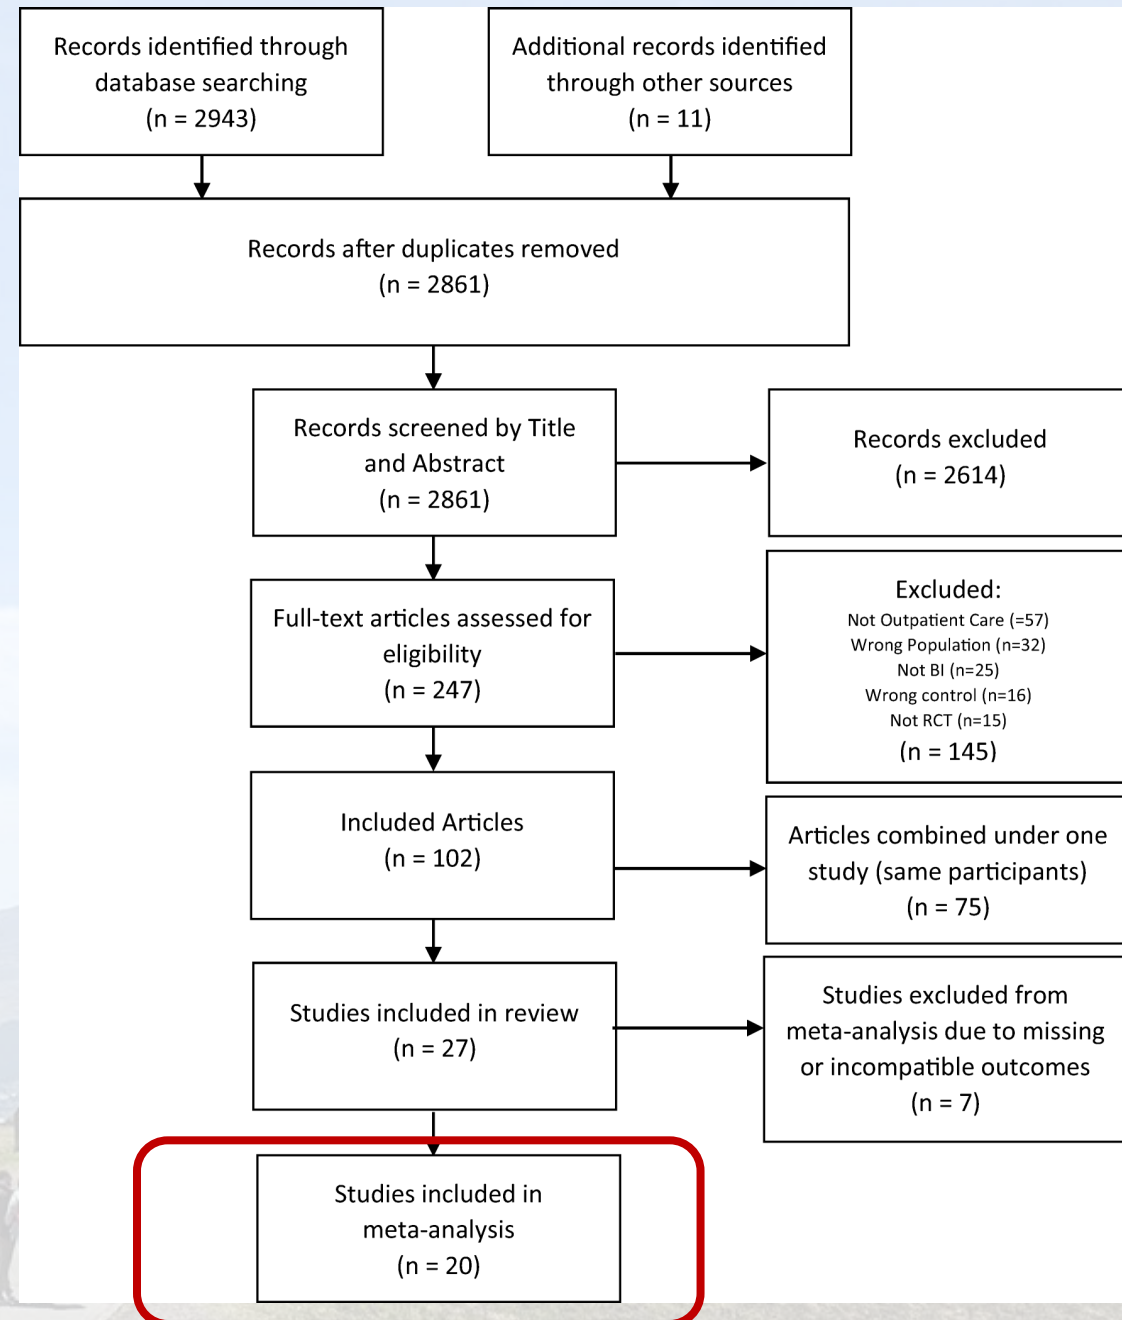 Records identified through
database searching
(n = 2943)
Additional records identified
through other sources
(n = 11)
Records after duplicates removed
(n = 2861)
Records screened by Title
and Abstract
(n = 2861)
Records excluded
(n = 2614)
Full-text articles assessed for
eligibility
(n = 247)
Excluded:
Not Outpatient Care (=57)
Wrong Population (n=32)
Not BI (n=25)
Wrong control (n=16)
Not RCT (n=15)
(n = 145)
Included Articles
(n = 102)
Articles combined under one
study (same participants)
(n = 75)
Studies included in review
(n = 27)
Studies excluded from
meta-analysis due to missing
or incompatible outcomes
(n = 7)
Studies included in
meta-analysis
(n = 20)